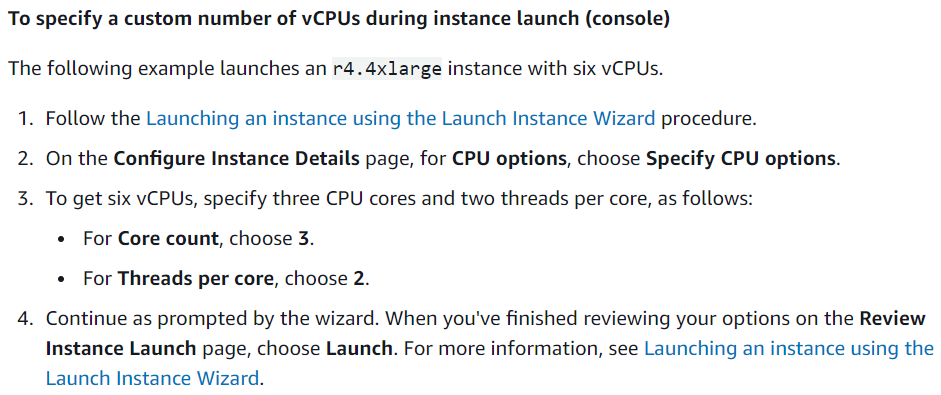 To specify a custom number of vCPUs during instance launch (console)
The following example launches an r4.4xlarge instance with six vCPUs.
1. Follow the Launching an instance using the Launch Instance Wizard procedure.
2. On the Configure Instance Details page, for CPU options, choose Specify CPU options.
3. To get six vCPUs, specify three CPU cores and two threads per core, as follows:
• For Core count, choose 3.
• For Threads per core, choose 2.
4. Continue as prompted by the wizard. When you've finished reviewing your options on the Review
Instance Launch page, choose Launch. For more information, see Launching an instance using the
Launch Instance Wizard.